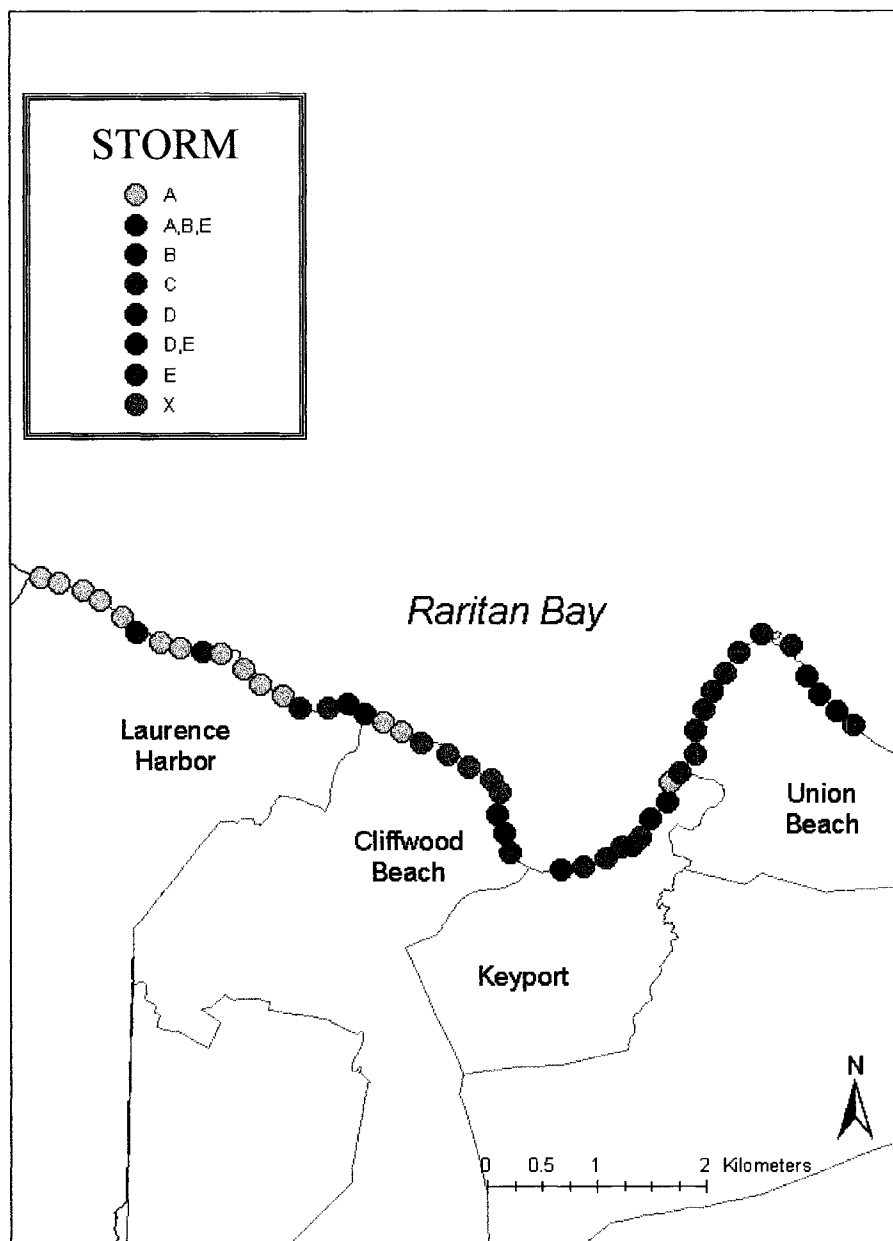 STORM
A
A,B,E
B
C
D
D,E
E
X
Raritan Bay
Laurence
Harbor
Cliffwood
Beach
Union
Beach
Keyport
N
0 0.5 1 2 Kilometers